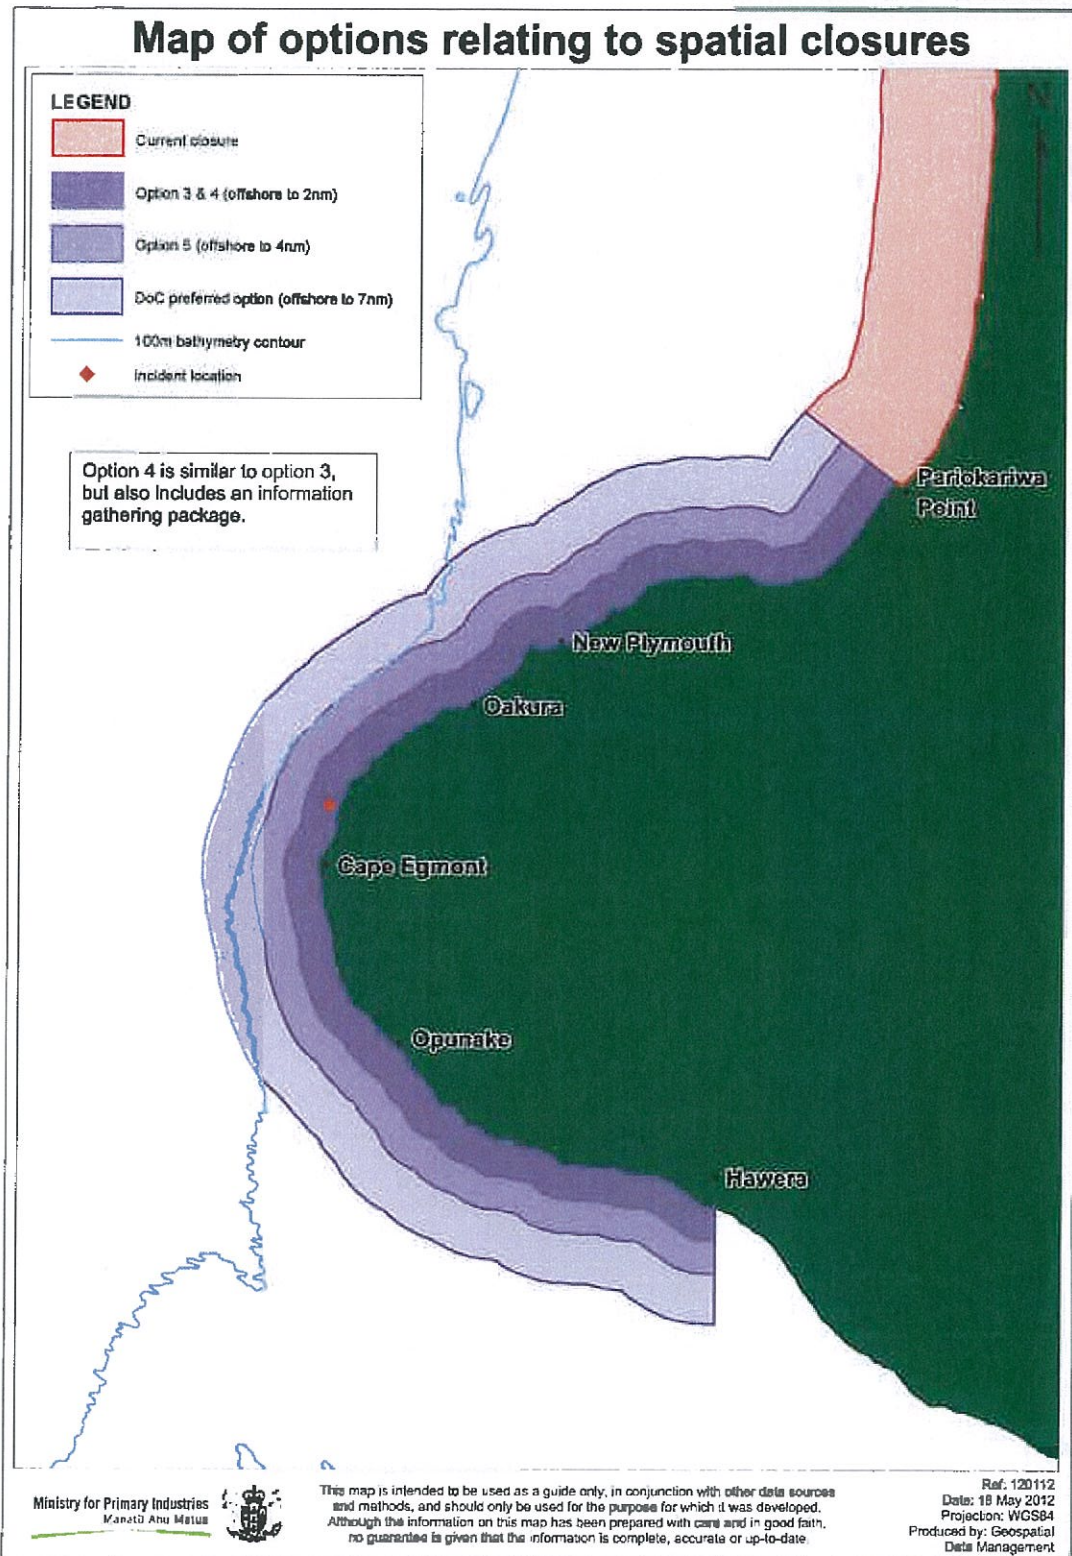 Map of options relating to spatial closures
LEGEND
Current closure
Option 3 & 4 (offshore to 2nm)
Option 5 (offshore to 4nm)
DoC preferred option (offshore to 7nm)
100m bathymetry contour
Incident location
Option 4 is similar to option 3,
but also includes an information
gathering package.
N
Pariokariwa
Point
New Plymouth
Oakura
Cape Egmont
Opunake
Hawera
Ministry for Primary Industries
Manatū Ahu Matua
This map is intended to be used as a guide only, in conjunction with other data sources
and methods, and should only be used for the purpose for which it was developed.
Although the information on this map has been prepared with care and in good faith,
no guarantee is given that the information is complete, accurate or up-to-date.
Ref: 120112
Date: 18 May 2012
Projection: WGS84
Produced by: Geospatial
Data Management